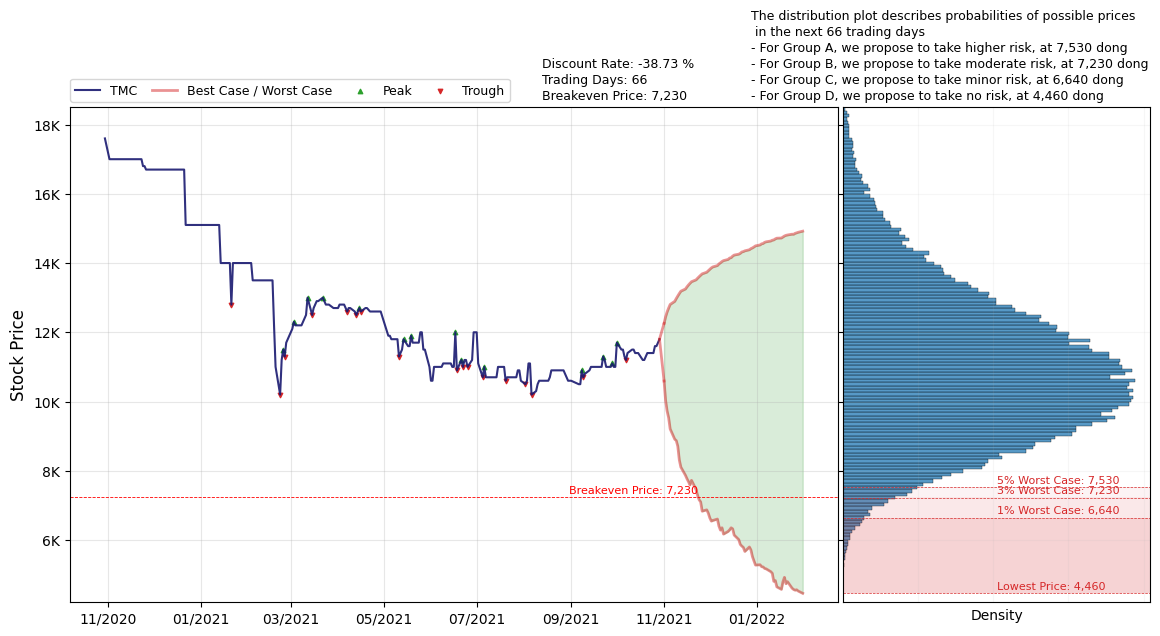 The distribution plot describes probabilities of possible prices
in the next 66 trading days
- For Group A, we propose to take higher risk, at 7,530 dong
- For Group B, we propose to take moderate risk, at 7,230 dong
- For Group C, we propose to take minor risk, at 6,640 dong
- For Group D, we propose to take no risk, at 4,460 dong
Discount Rate: -38.73 %
Trading Days: 66
Breakeven Price: 7,230
TMC Best Case / Worst Case Peak Trough
Stock Price
18K
16K
14K
12K
10K
8K
6K
Breakeven Price: 7,230
5% Worst Case: 7,530
3% Worst Case: 7,230
1% Worst Case: 6,640
Lowest Price: 4,460
11/2020 01/2021 03/2021 05/2021 07/2021 09/2021 11/2021 01/2022
Density